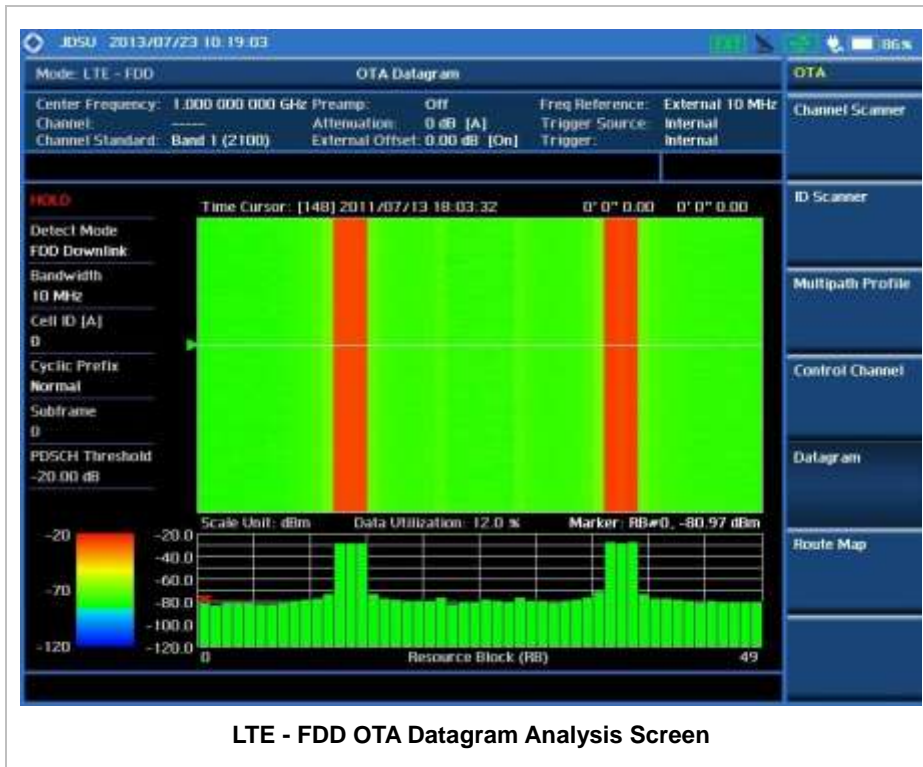 JDSU 2013/07/23 10:19:03
EXT
86%
Mode: LTE - FDD
OTA Datagram
OTA
Center Frequency: 1.000 000 000 GHz Preamp: Off Freq Reference: External 10 MHz
Channel: ----- Attenuation: 0 dB [A] Trigger Source: Internal
Channel Standard: Band 1 (2100) External Offset: 0.00 dB [On] Trigger: Internal
Channel Scanner
ID Scanner
Multipath Profile
Control Channel
Datagram
Route Map
HOLD
Time Cursor: [148] 2011/07/13 18:03:32 0' 0" 0.00 0' 0" 0.00
Detect Mode
FDD Downlink
Bandwidth
10 MHz
Cell ID [A]
0
Cyclic Prefix
Normal
Subframe
0
PDSCH Threshold
-20.00 dB
Scale Unit: dBm Data Utilization: 12.0 % Marker: RB#0, -80.97 dBm
-20
-70
-120
-20.0
-40.0
-60.0
-80.0
-100.0
-120.0
0 Resource Block (RB) 49
LTE - FDD OTA Datagram Analysis Screen